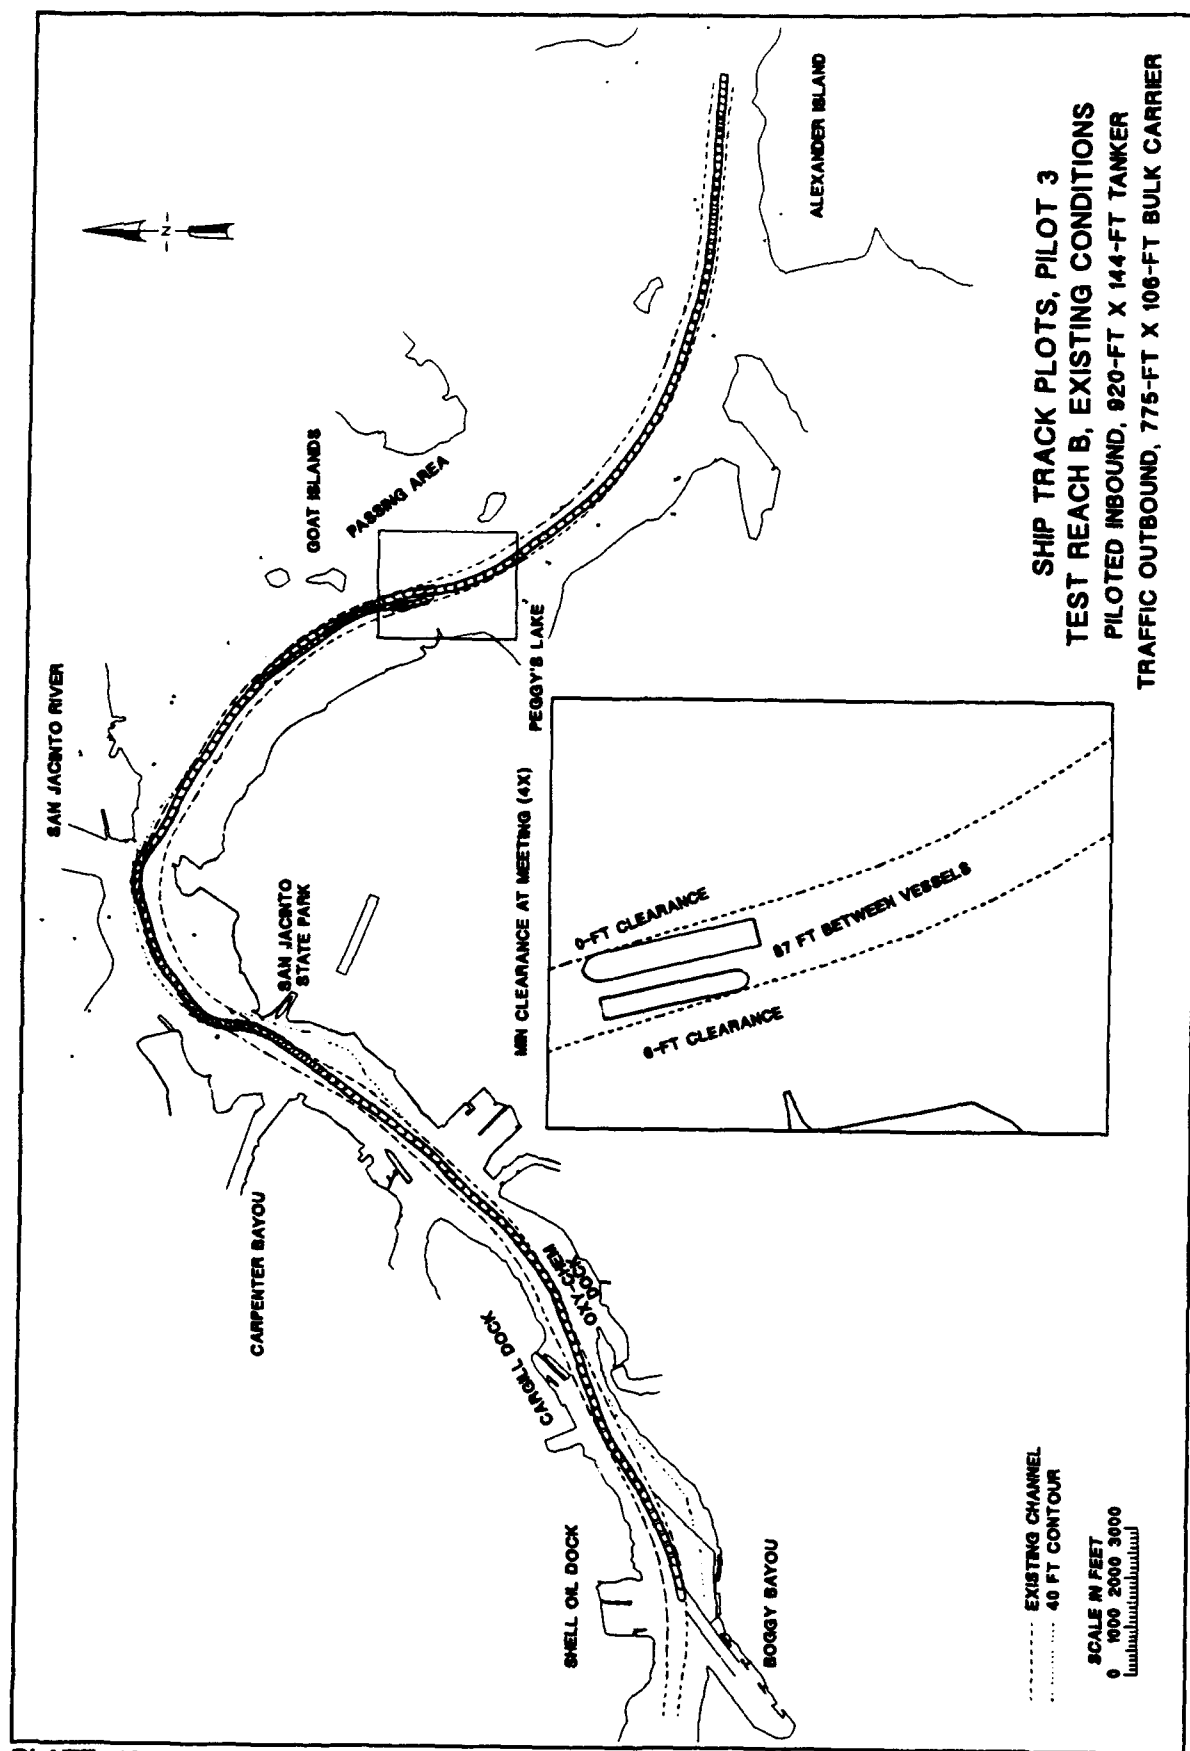 SHIP TRACK PLOTS, PILOT 3
TEST REACH B, EXISTING CONDITIONS
PILOTED INBOUND, 920-FT X 144-FT TANKER
TRAFFIC OUTBOUND, 775-FT X 106-FT BULK CARRIER
SAN JACINTO RIVER
GOAT ISLANDS
PASSING AREA
N
ALEXANDER ISLAND
PEGGY'S LAKE
SAN JACINTO
STATE PARK
CARPENTER BAYOU
CARGILL DOCK
OXY-CHEM
DOCK
SHELL OIL DOCK
BOGGY BAYOU
MIN CLEARANCE AT MEETING (4X)
0-FT CLEARANCE
87 FT BETWEEN VESSELS
6-FT CLEARANCE
EXISTING CHANNEL
40 FT CONTOUR
SCALE IN FEET
0 1000 2000 3000